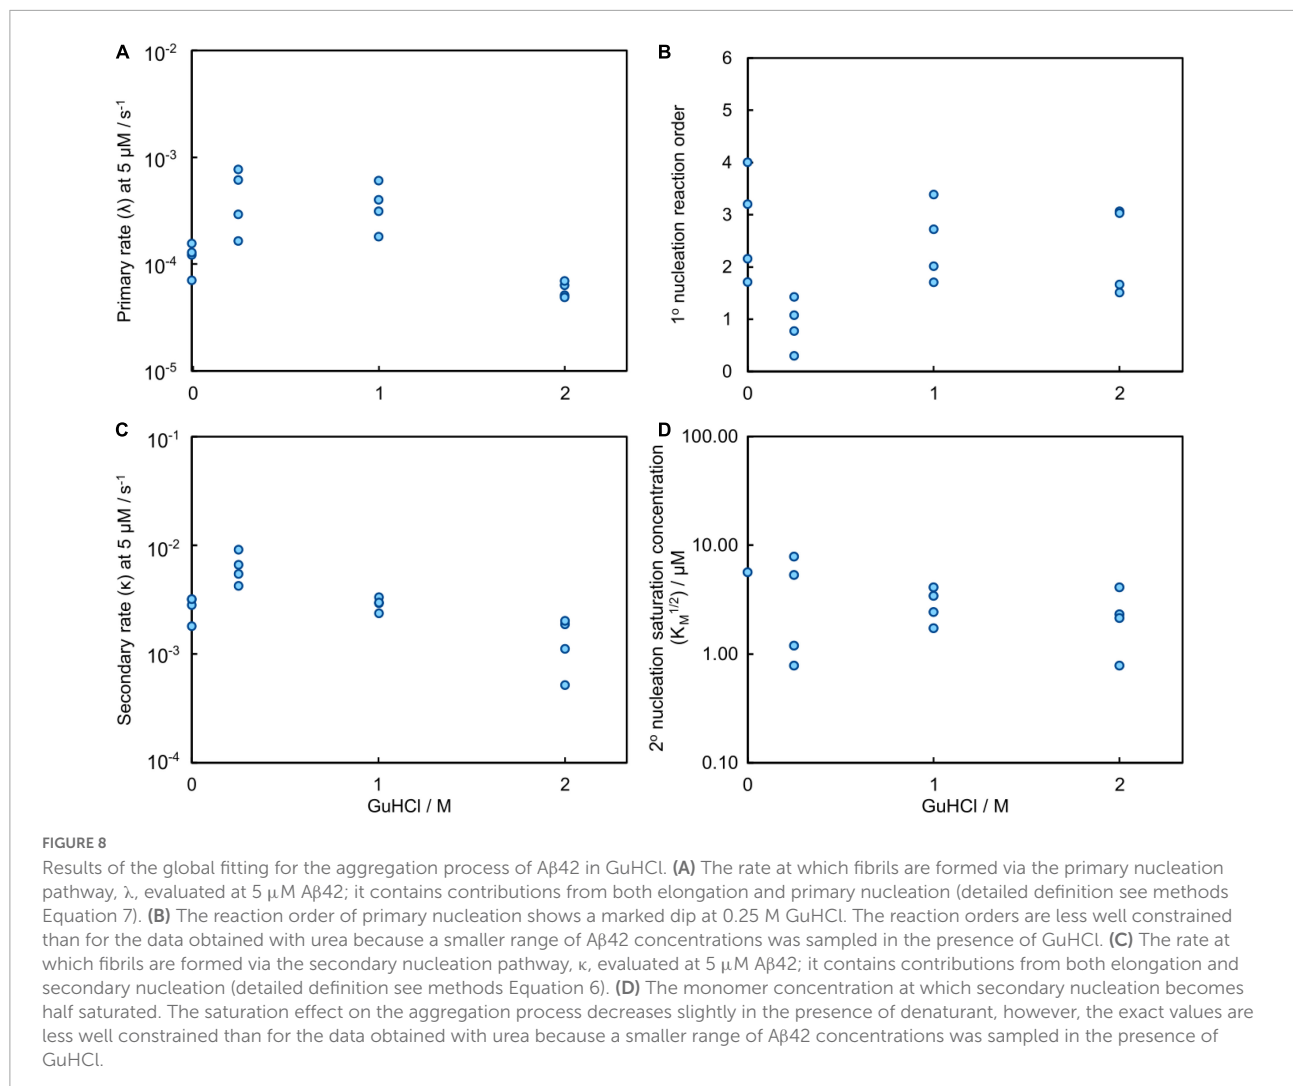 A
Primary rate (λ) at 5 μM / s⁻¹
10⁻²
10⁻³
10⁻⁴
10⁻⁵
0 1 2
B
1º nucleation reaction order
6
5
4
3
2
1
0
0 1 2
C
Secondary rate (κ) at 5 μM / s⁻¹
10⁻¹
10⁻²
10⁻³
10⁻⁴
0 1 2
GuHCl / M
D
2º nucleation saturation concentration
(K_M^{1/2}) / μM
100.00
10.00
1.00
0.10
0 1 2
GuHCl / M
FIGURE 8
Results of the global fitting for the aggregation process of Aβ42 in GuHCl. (A) The rate at which fibrils are formed via the primary nucleation
pathway, λ, evaluated at 5 μM Aβ42; it contains contributions from both elongation and primary nucleation (detailed definition see methods
Equation 7). (B) The reaction order of primary nucleation shows a marked dip at 0.25 M GuHCl. The reaction orders are less well constrained
than for the data obtained with urea because a smaller range of Aβ42 concentrations was sampled in the presence of GuHCl. (C) The rate at
which fibrils are formed via the secondary nucleation pathway, κ, evaluated at 5 μM Aβ42; it contains contributions from both elongation and
secondary nucleation (detailed definition see methods Equation 6). (D) The monomer concentration at which secondary nucleation becomes
half saturated. The saturation effect on the aggregation process decreases slightly in the presence of denaturant, however, the exact values are
less well constrained than for the data obtained with urea because a smaller range of Aβ42 concentrations was sampled in the presence of
GuHCl.